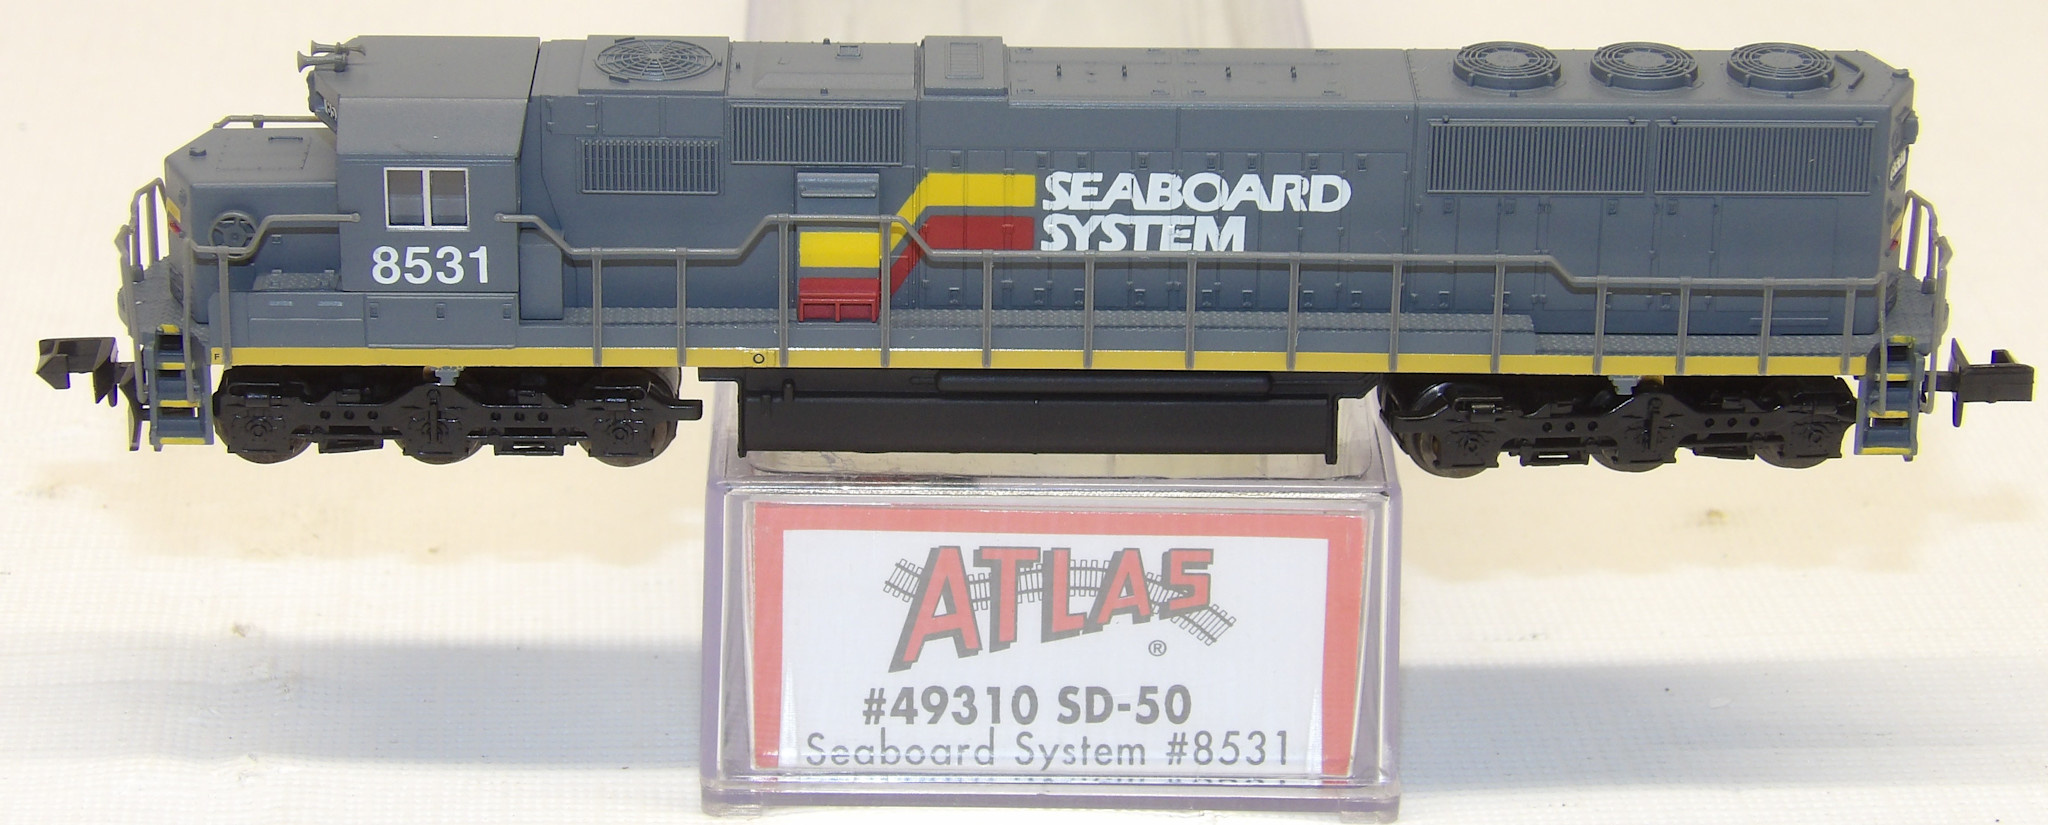 8531
SEABOARD
SYSTEM
F
ATLAS
®
#49310 SD-50
Seaboard System #8531